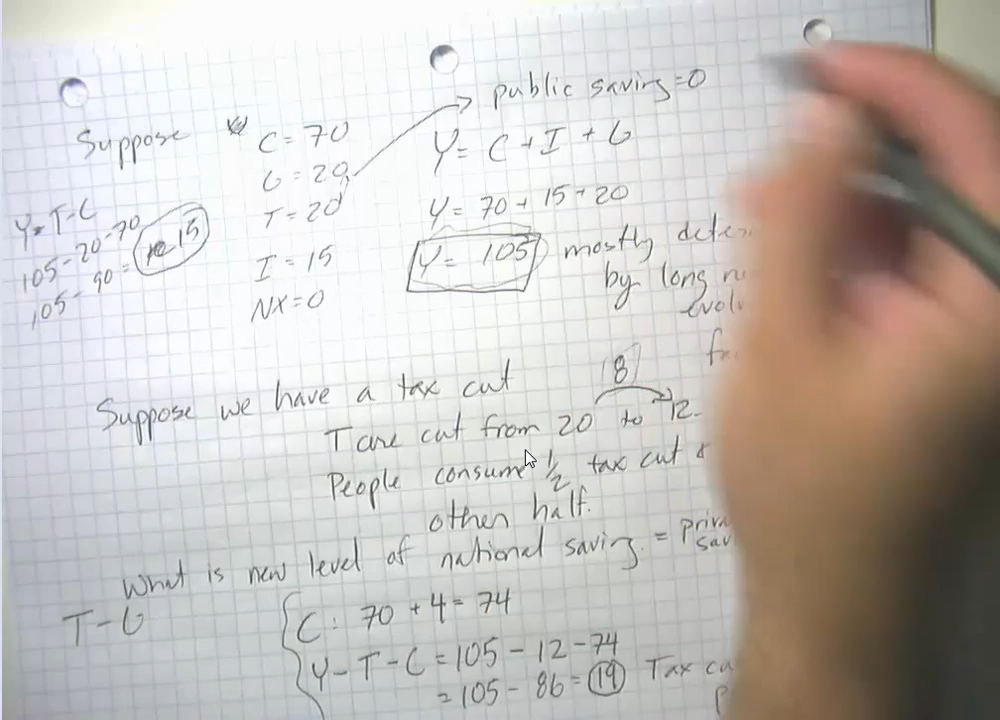 public saving = 0
Suppose C = 70
Y = C + I + G
G = 20
T = 20
Y = 70 + 15 + 20
Y - T - C
105 - 20 - 70
105 - 90 = 15
I = 15
Y = 105 mostly
by long
NX = 0
Suppose we have a tax cut
8
T are cut from 20 to 12.
People consume 1/2 tax cut
other half.
What is new level of national saving. =
T - G
C: 70 + 4 = 74
Y - T - C = 105 - 12 - 74
= 105 - 86 = 19 Tax